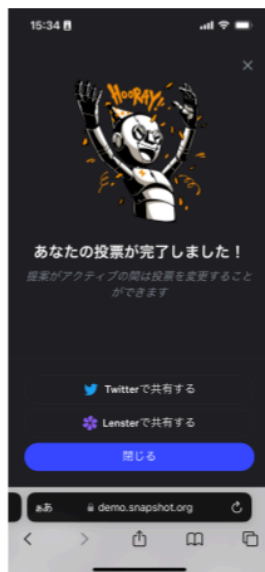 15:34
HOORAY!
あなたの投票が完了しました！
提案がアクティブの間は投票を変更すること
ができます
Twitterで共有する
Lensterで共有する
閉じる
ぁあ
demo.snapshot.org